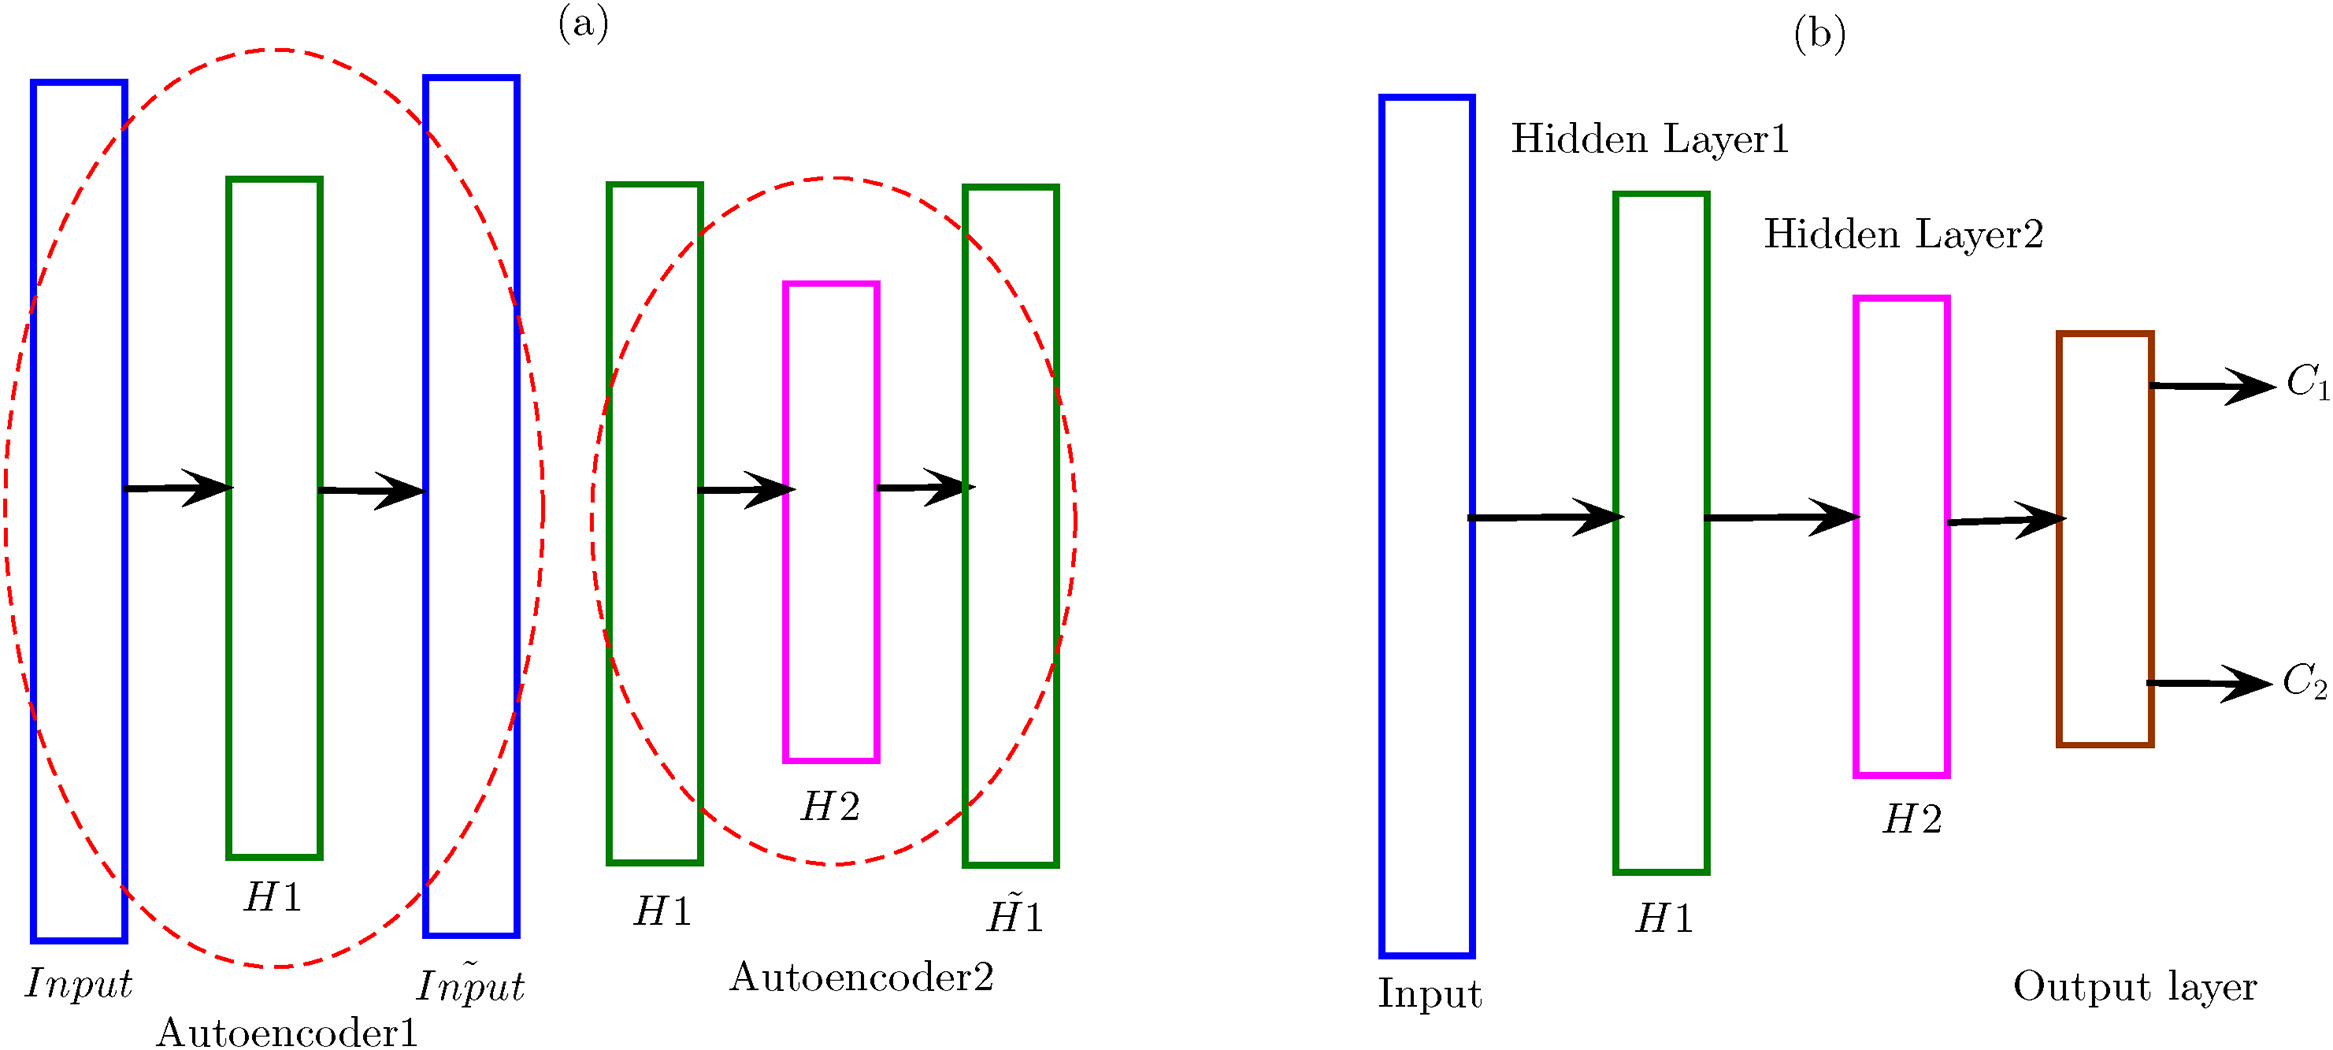 (a)
H1
Input
Inp̃ut
Autoencoder1
H2
H1
H̃1
Autoencoder2
(b)
Hidden Layer1
Hidden Layer2
C₁
C₂
H2
H1
Input
Output layer